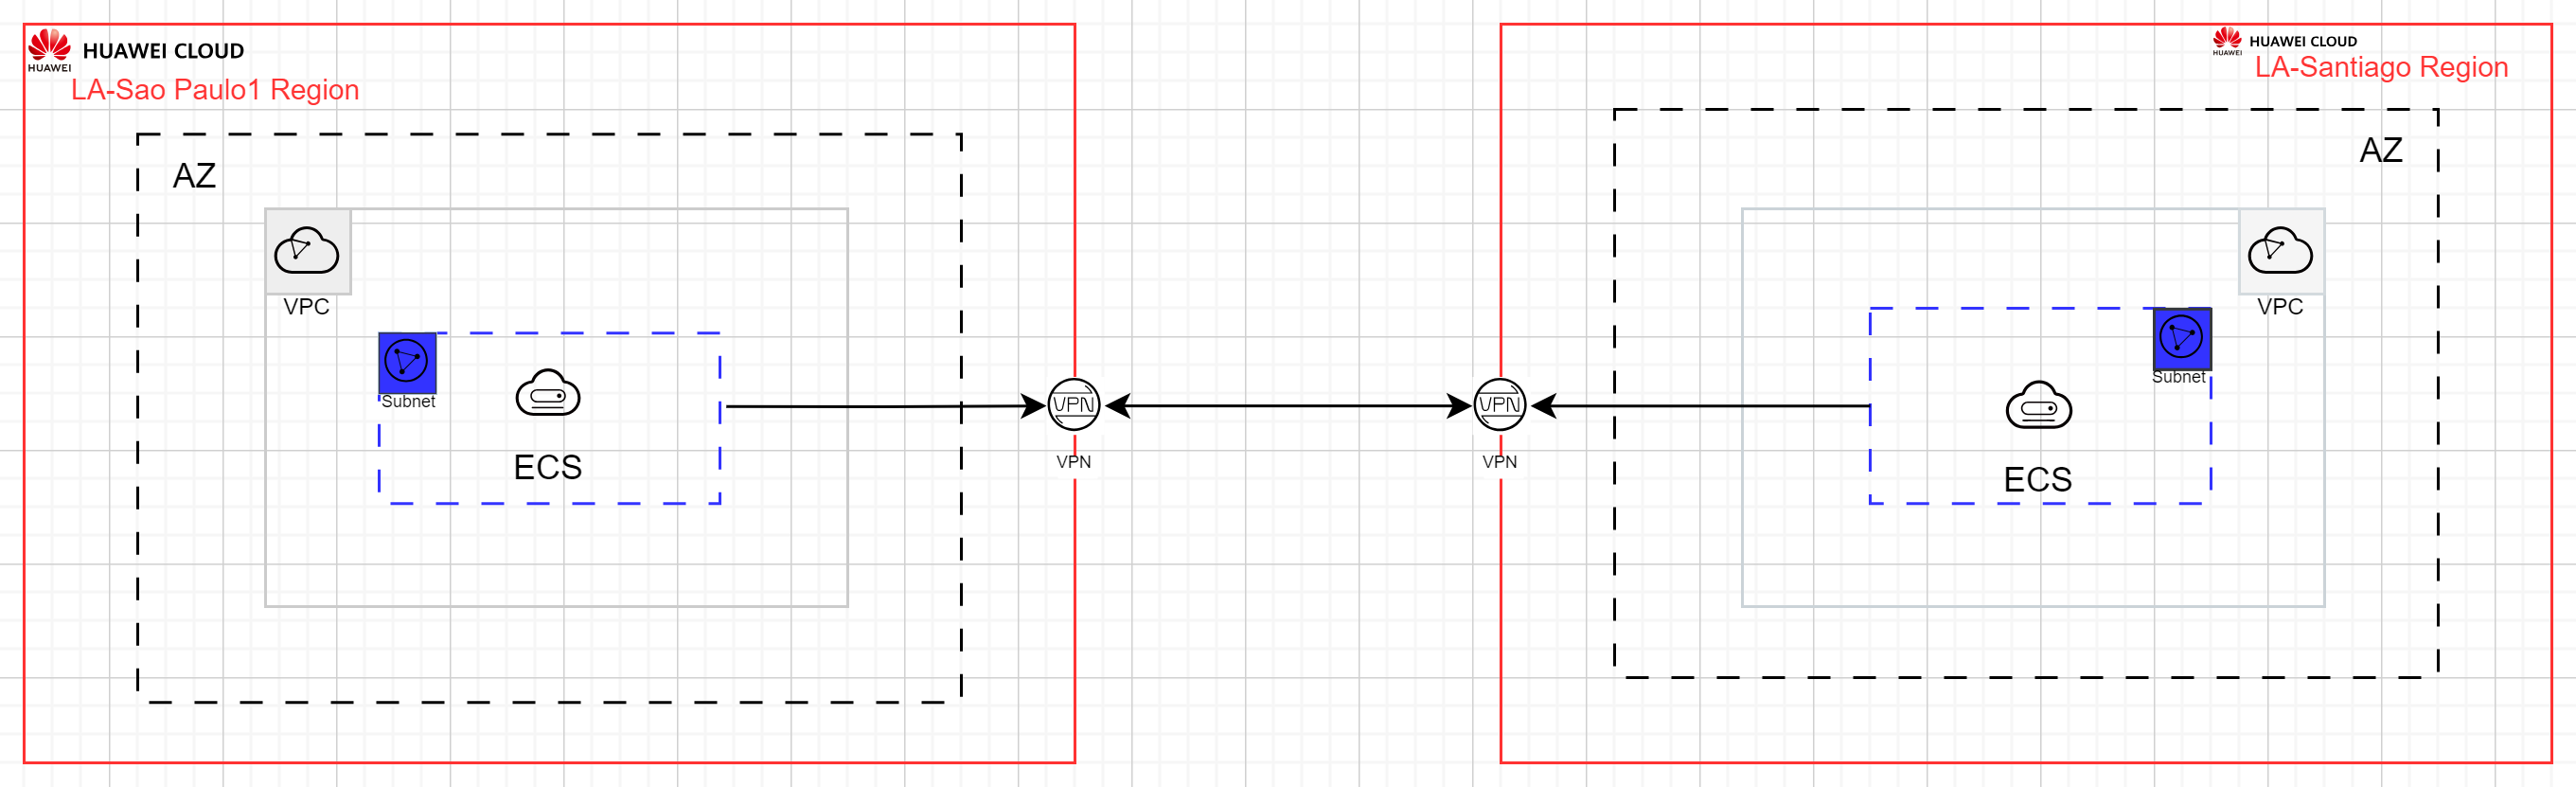 HUAWEI
HUAWEI CLOUD
LA-Sao Paulo1 Region
AZ
VPC
Subnet
ECS
VPN
VPN
VPN
VPN
HUAWEI
HUAWEI CLOUD
LA-Santiago Region
AZ
VPC
Subnet
ECS